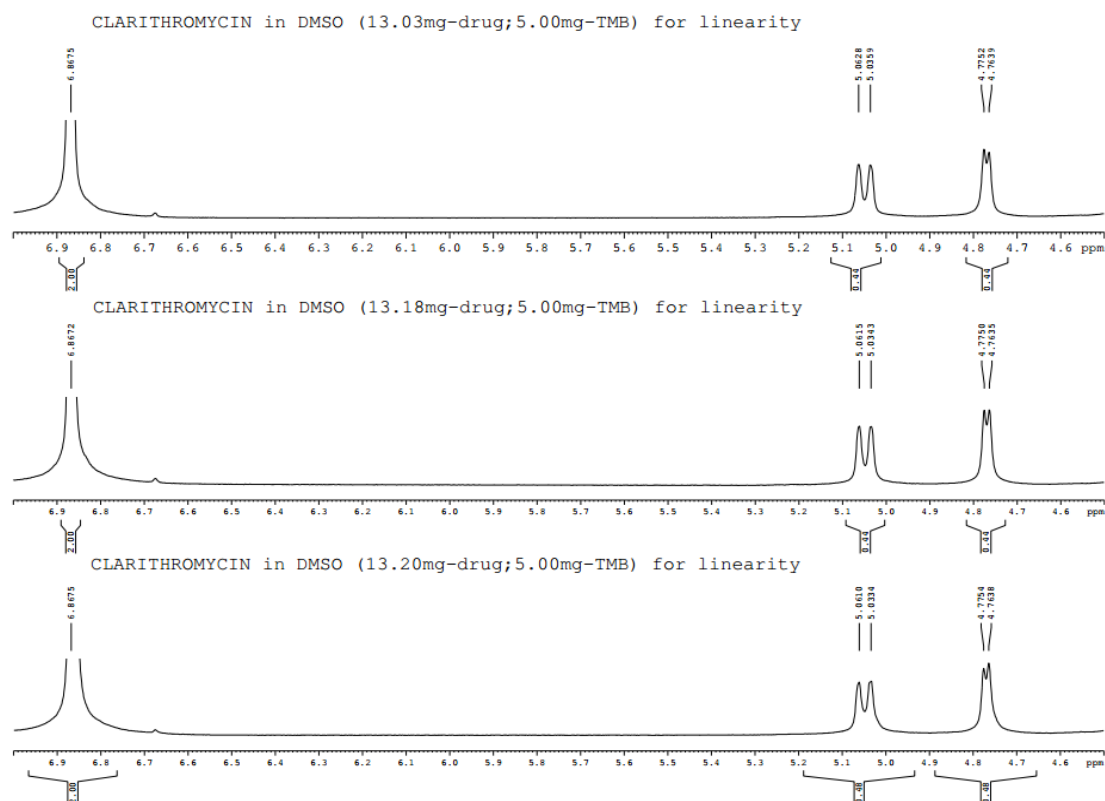 CLARITHROMYCIN in DMSO (13.03mg-drug;5.00mg-TMB) for linearity
6.8675 5.0628 5.0359 4.7752 4.7639
6.9 6.8 6.7 6.6 6.5 6.4 6.3 6.2 6.1 6.0 5.9 5.8 5.7 5.6 5.5 5.4 5.3 5.2 5.1 5.0 4.9 4.8 4.7 4.6 ppm
2.00 0.44 0.44
CLARITHROMYCIN in DMSO (13.18mg-drug;5.00mg-TMB) for linearity
6.8672 5.0615 5.0343 4.7750 4.7635
6.9 6.8 6.7 6.6 6.5 6.4 6.3 6.2 6.1 6.0 5.9 5.8 5.7 5.6 5.5 5.4 5.3 5.2 5.1 5.0 4.9 4.8 4.7 4.6 ppm
2.00 0.44 0.44
CLARITHROMYCIN in DMSO (13.20mg-drug;5.00mg-TMB) for linearity
6.8675 5.0610 5.0334 4.7754 4.7638
6.9 6.8 6.7 6.6 6.5 6.4 6.3 6.2 6.1 6.0 5.9 5.8 5.7 5.6 5.5 5.4 5.3 5.2 5.1 5.0 4.9 4.8 4.7 4.6 ppm